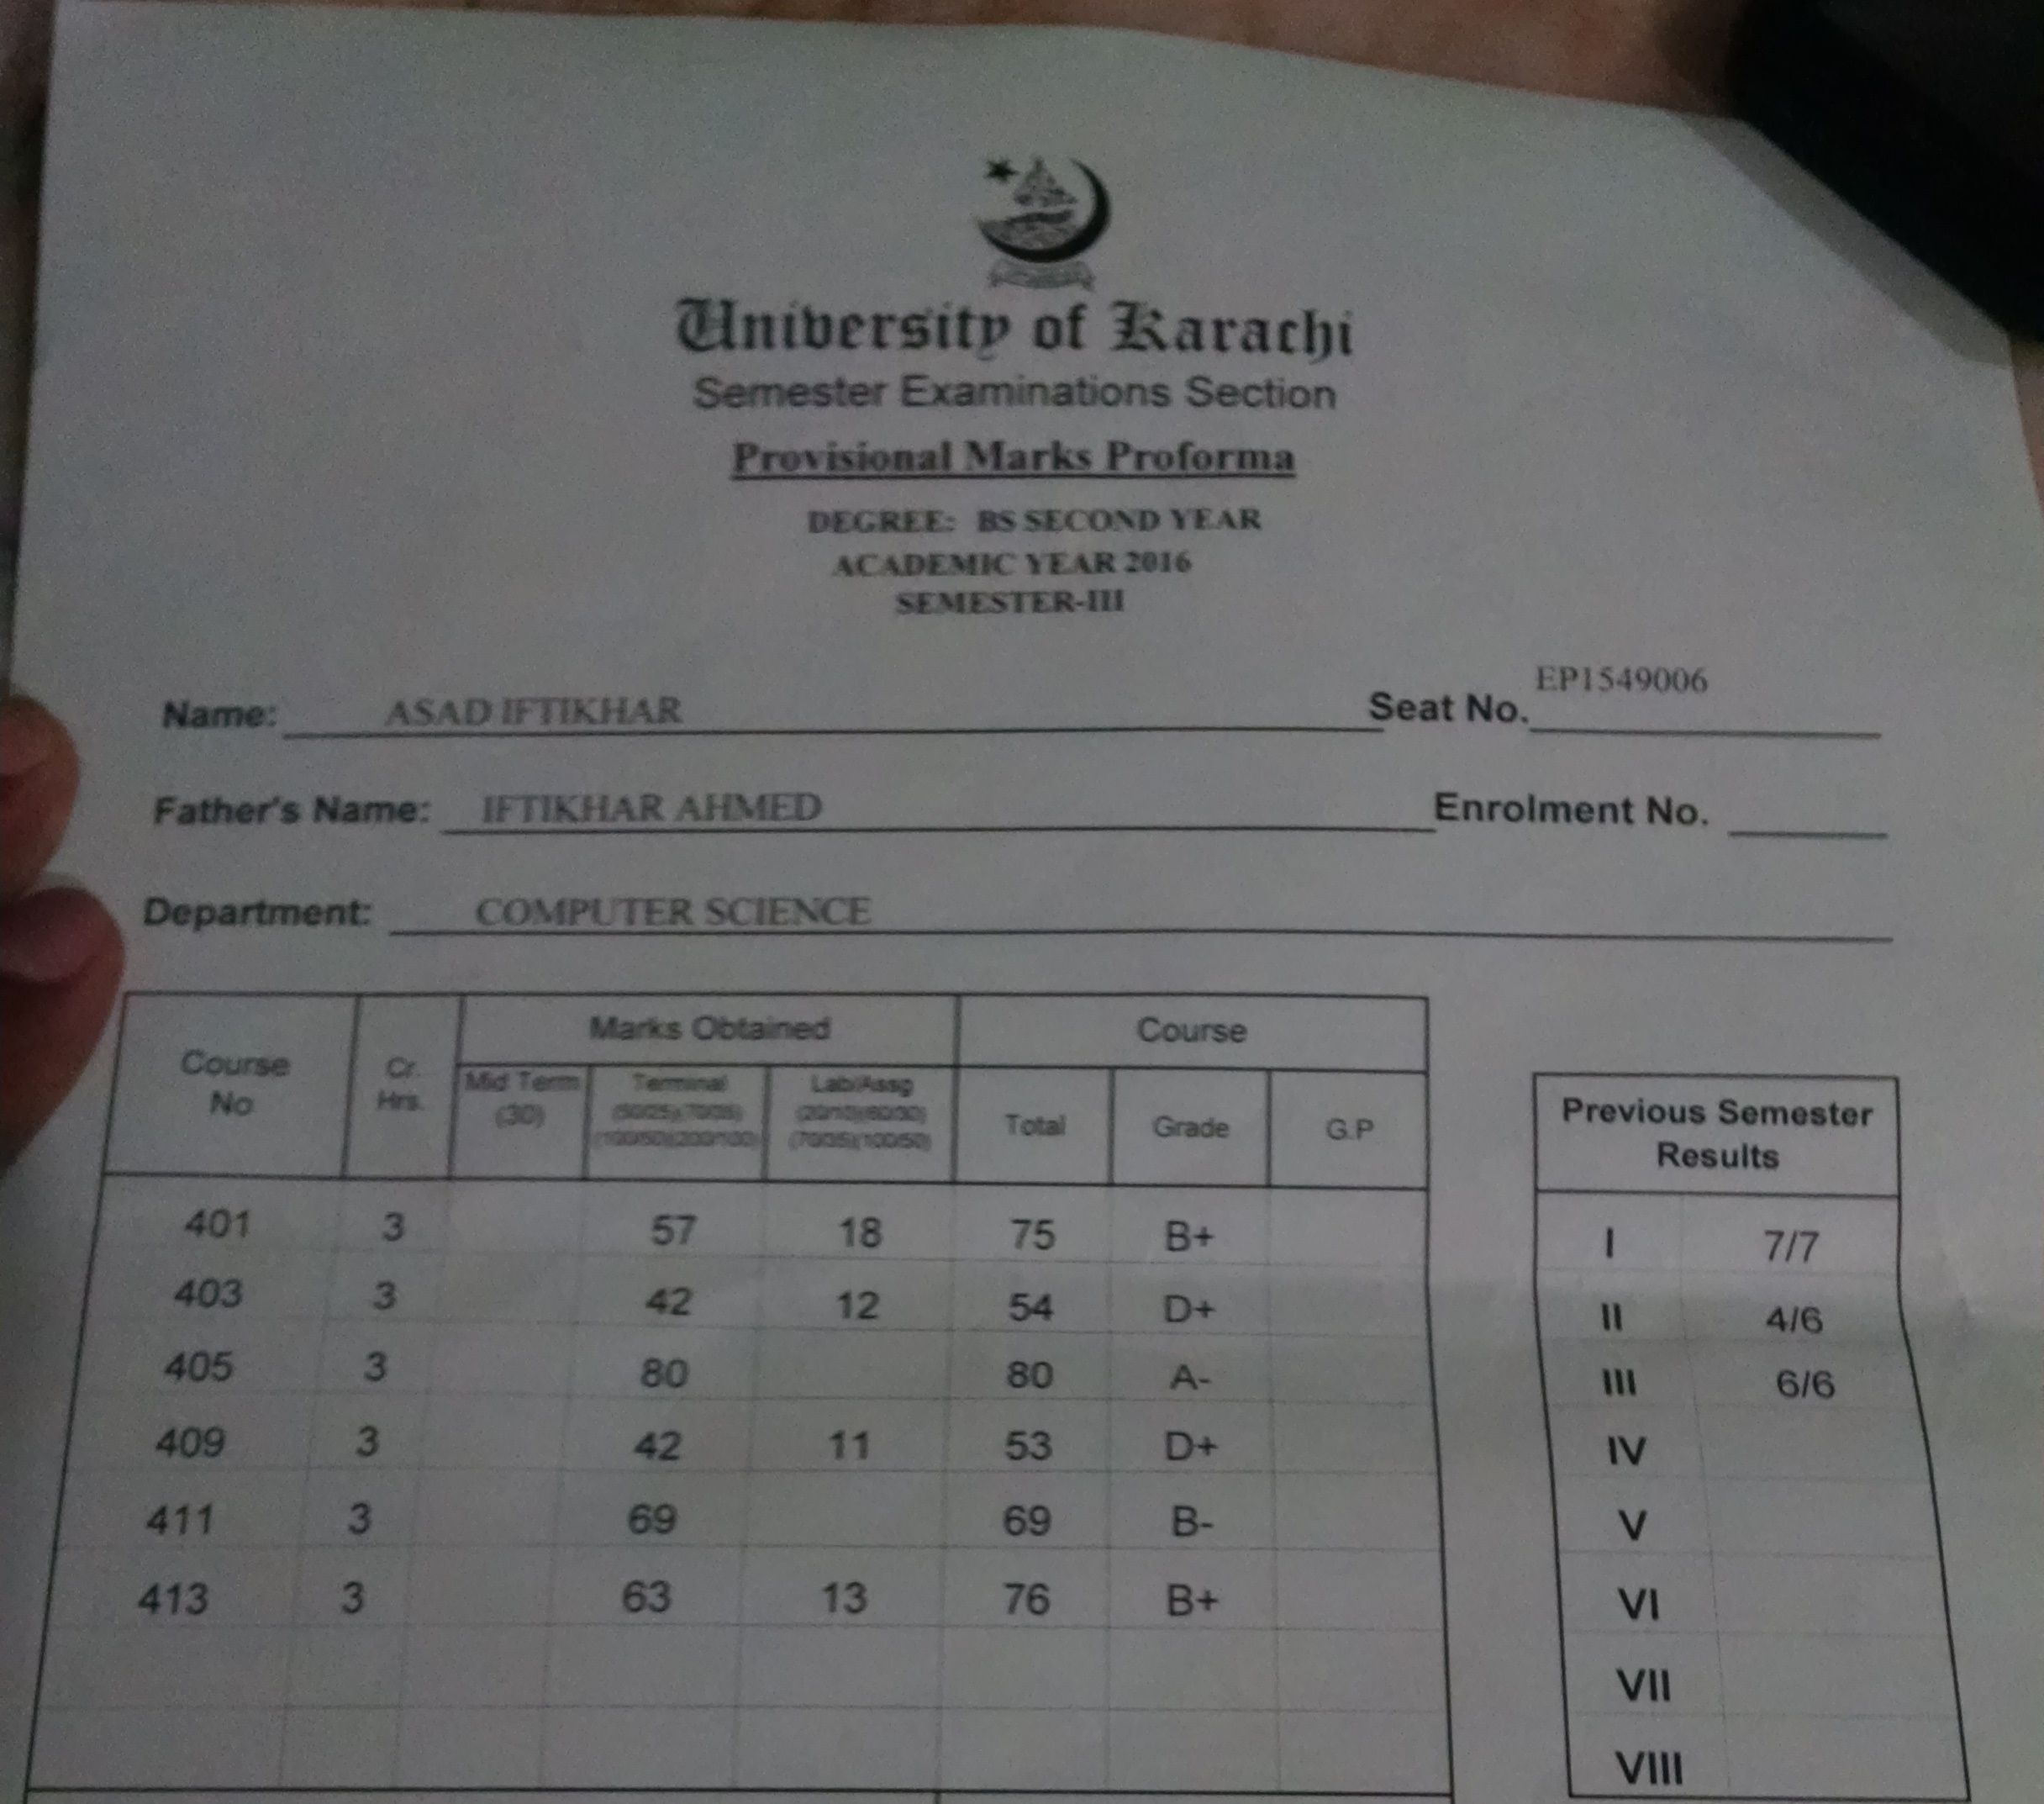 University of Karachi
Semester Examinations Section
Provisional Marks Proforma
DEGREE: BS SECOND YEAR
ACADEMIC YEAR 2016
SEMESTER-III
Name: ASAD IFTIKHAR Seat No. EP1549006
Father's Name: IFTIKHAR AHMED Enrolment No.
Department: COMPUTER SCIENCE
Course No Cr. Hrs. Marks Obtained Course
Mid Term (30) Terminal (50/25)(70/35) (100/50)(200/100) Lab/Assg (20/10)(60/30) (70/35)(100/50) Total Grade G.P
401 3 57 18 75 B+
403 3 42 12 54 D+
405 3 80 80 A-
409 3 42 11 53 D+
411 3 69 69 B-
413 3 63 13 76 B+
Previous Semester
Results
I 7/7
II 4/6
III 6/6
IV
V
VI
VII
VIII